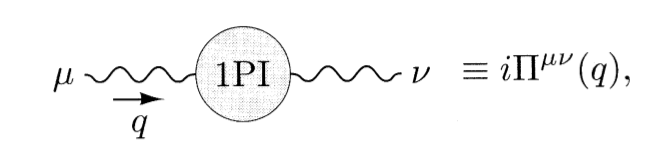 μ 1PI ν ≡ iΠ^{μν}(q),
q